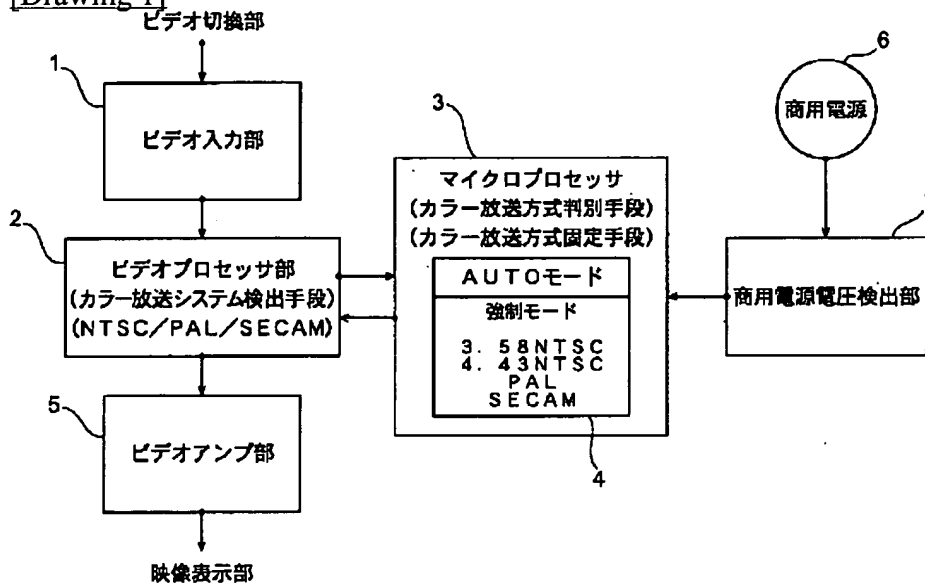 [Drawing 1]
ビデオ切換部
1
ビデオ入力部
2
ビデオプロセッサ部
(カラー放送システム検出手段)
(NTSC/PAL/SECAM)
5
ビデオアンプ部
映像表示部
3
マイクロプロセッサ
(カラー放送方式判別手段)
(カラー放送方式固定手段)
AUTOモード
強制モード
3. 58NTSC
4. 43NTSC
PAL
SECAM
4
6
商用電源
商用電源電圧検出部